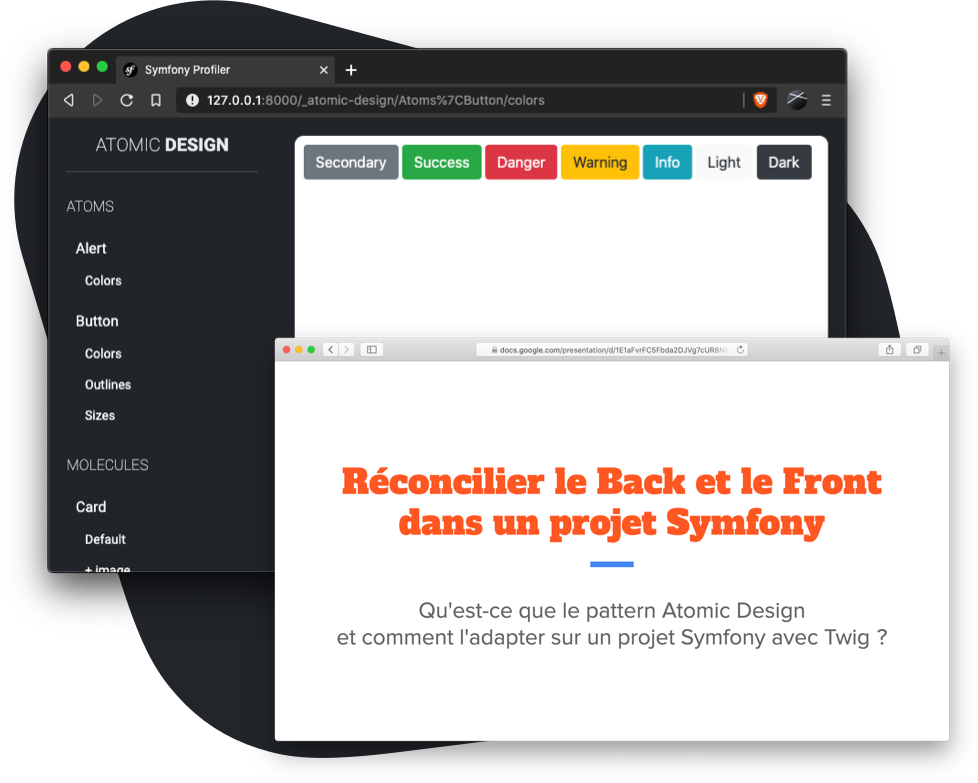 Symfony Profiler
127.0.0.1:8000/_atomic-design/Atoms%7CButton/colors
ATOMIC DESIGN
ATOMS
Alert
Colors
Button
Colors
Outlines
Sizes
MOLECULES
Card
Default
+ image
Secondary Success Danger Warning Info Light Dark
docs.google.com/presentation/d/1E1aFvrFC5Fbda2DJVg7cUR8N
Réconcilier le Back et le Front
dans un projet Symfony
Qu'est-ce que le pattern Atomic Design
et comment l'adapter sur un projet Symfony avec Twig ?